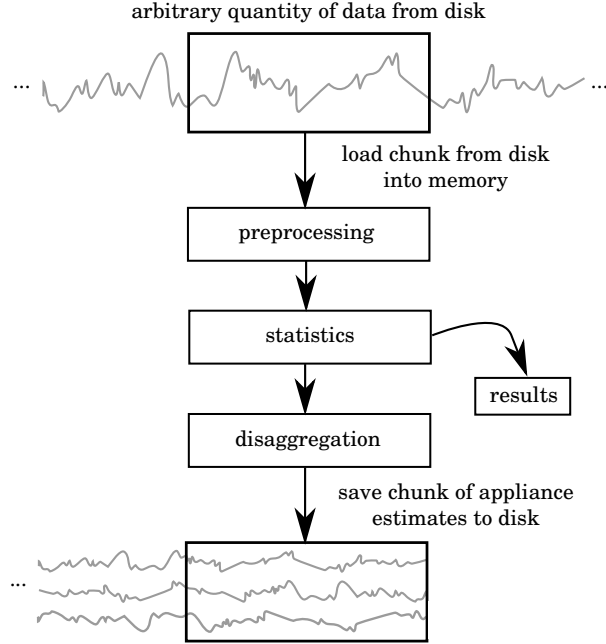 arbitrary quantity of data from disk
... ...
load chunk from disk
into memory
preprocessing
statistics
results
disaggregation
save chunk of appliance
estimates to disk
...